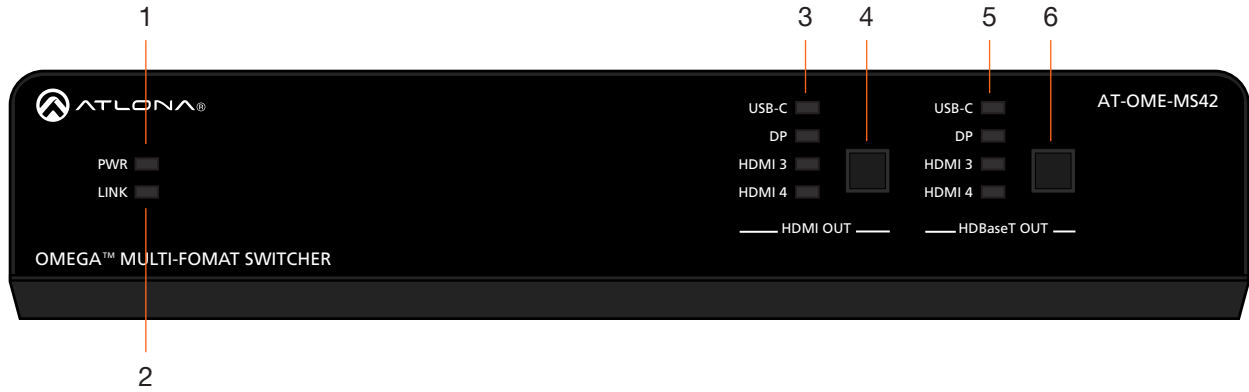 1 3 4 5 6
ATLONA®
AT-OME-MS42
USB-C USB-C
DP DP
PWR HDMI 3 HDMI 3
LINK HDMI 4 HDMI 4
HDMI OUT HDBaseT OUT
OMEGA™ MULTI-FOMAT SWITCHER
2